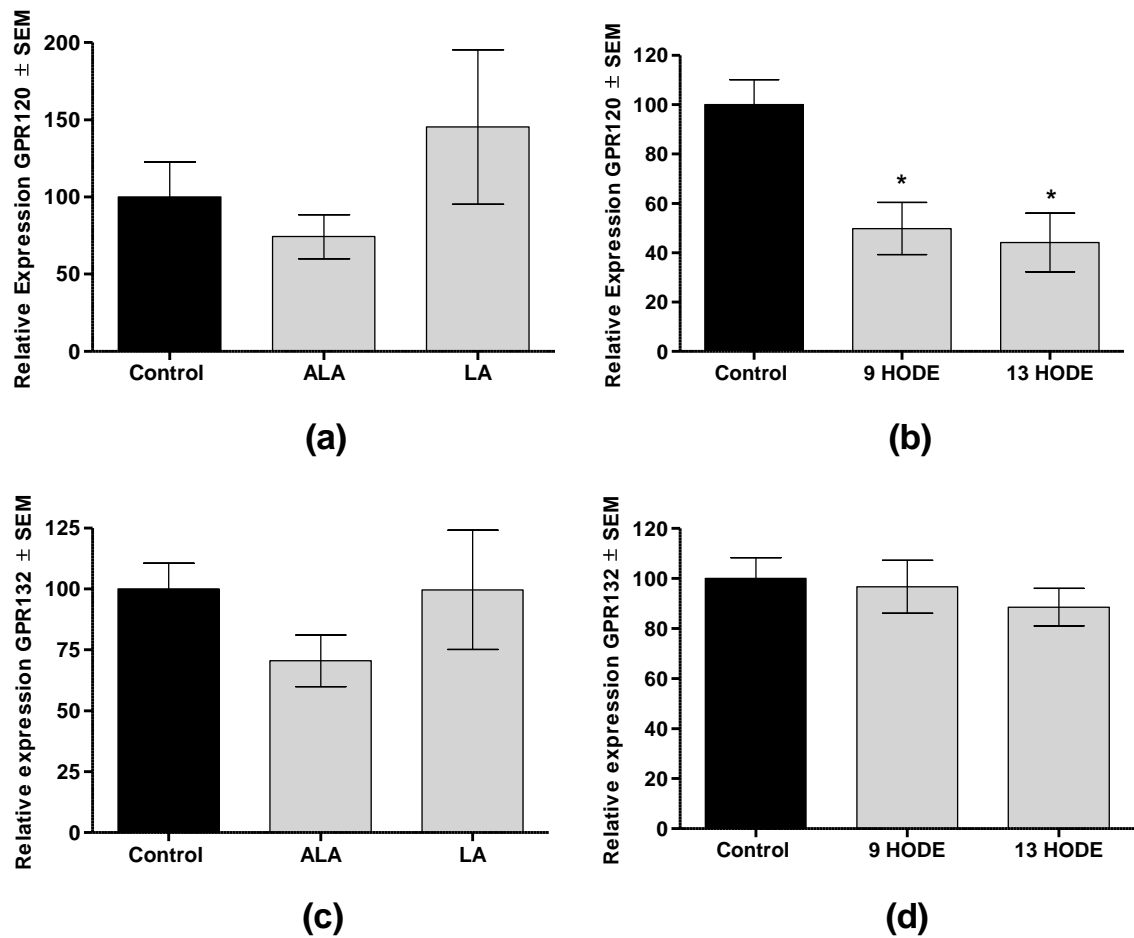 Relative Expression GPR120 ± SEM
200
150
100
50
0
Control ALA LA
(a)
Relative Expression GPR120 ± SEM
120
100
80
60
40
20
0
* *
Control 9 HODE 13 HODE
(b)
Relative expression GPR132 ± SEM
125
100
75
50
25
0
Control ALA LA
(c)
Relative expression GPR132 ± SEM
120
100
80
60
40
20
0
Control 9 HODE 13 HODE
(d)